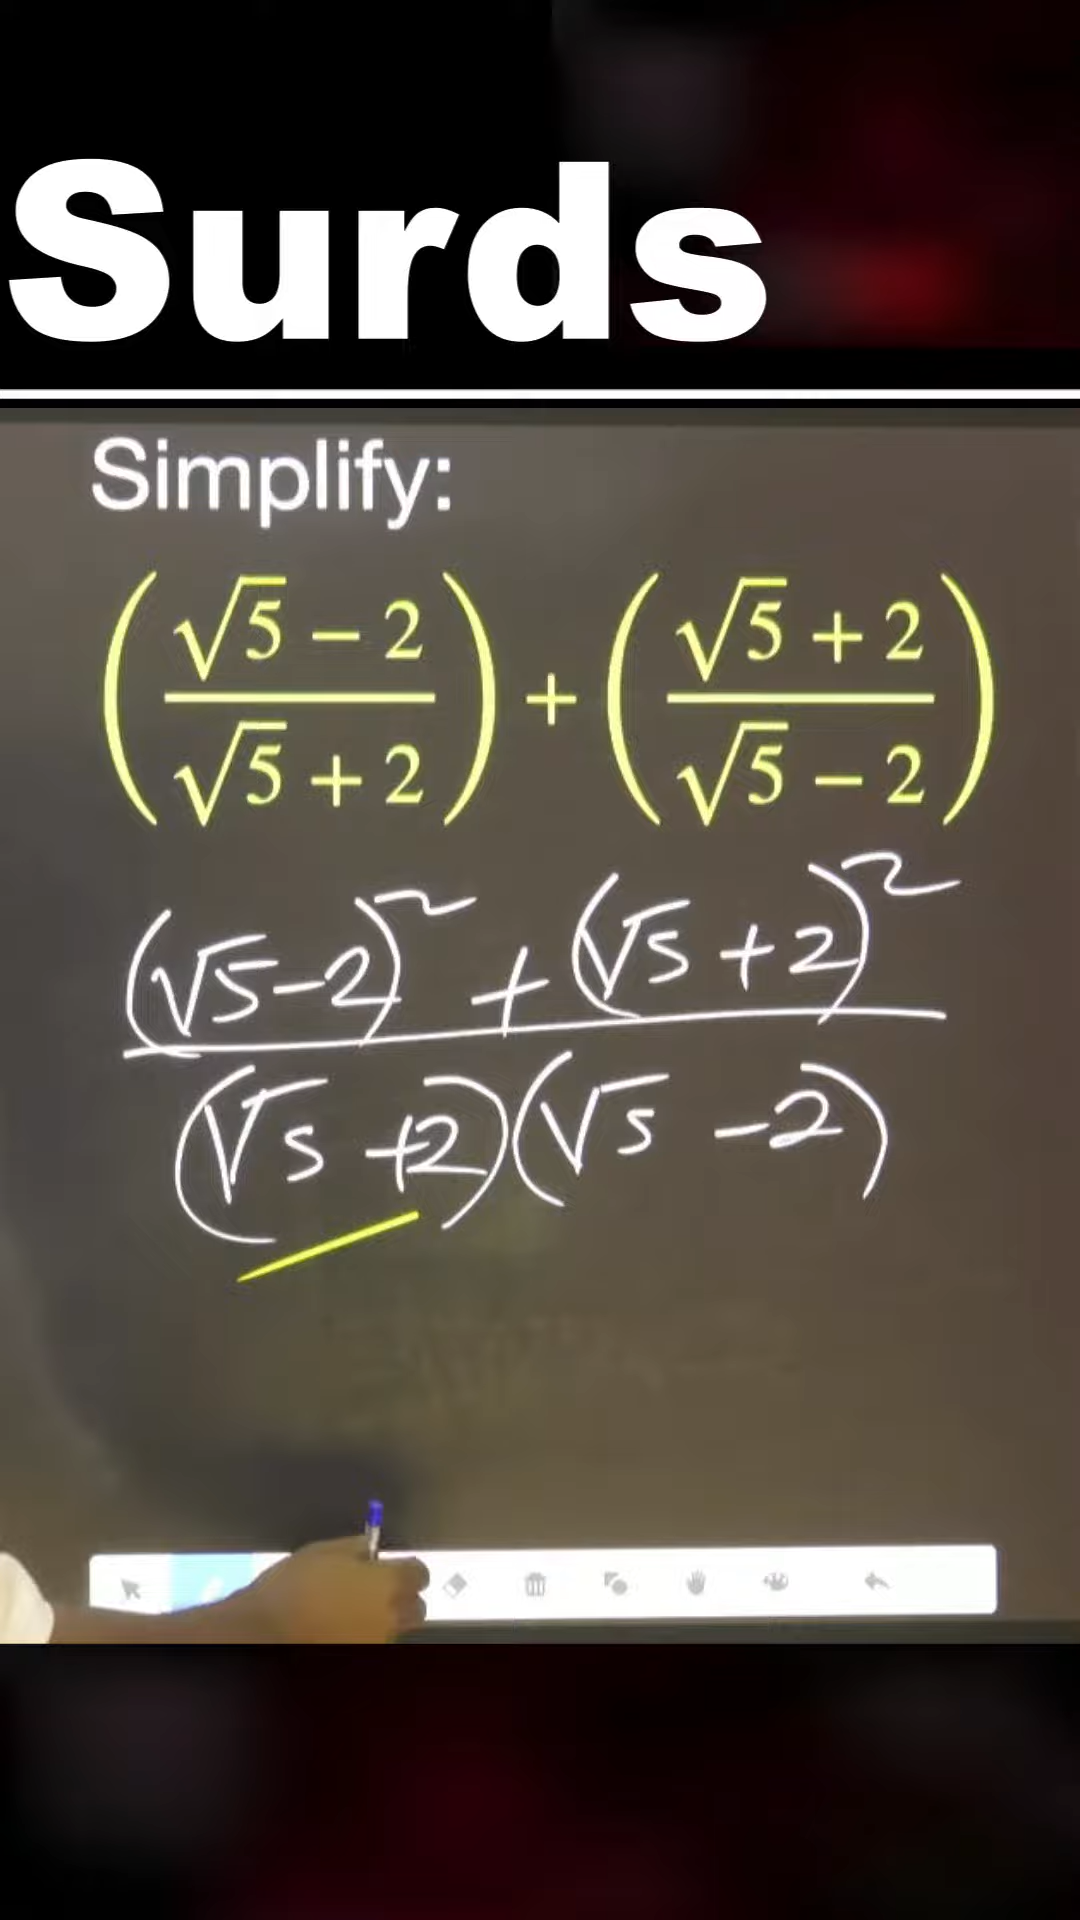 Surds
Simplify:
(√5 − 2 / √5 + 2) + (√5 + 2 / √5 − 2)
(√5-2)² + (√5 +2)²
(√5 +2)(√5 -2)